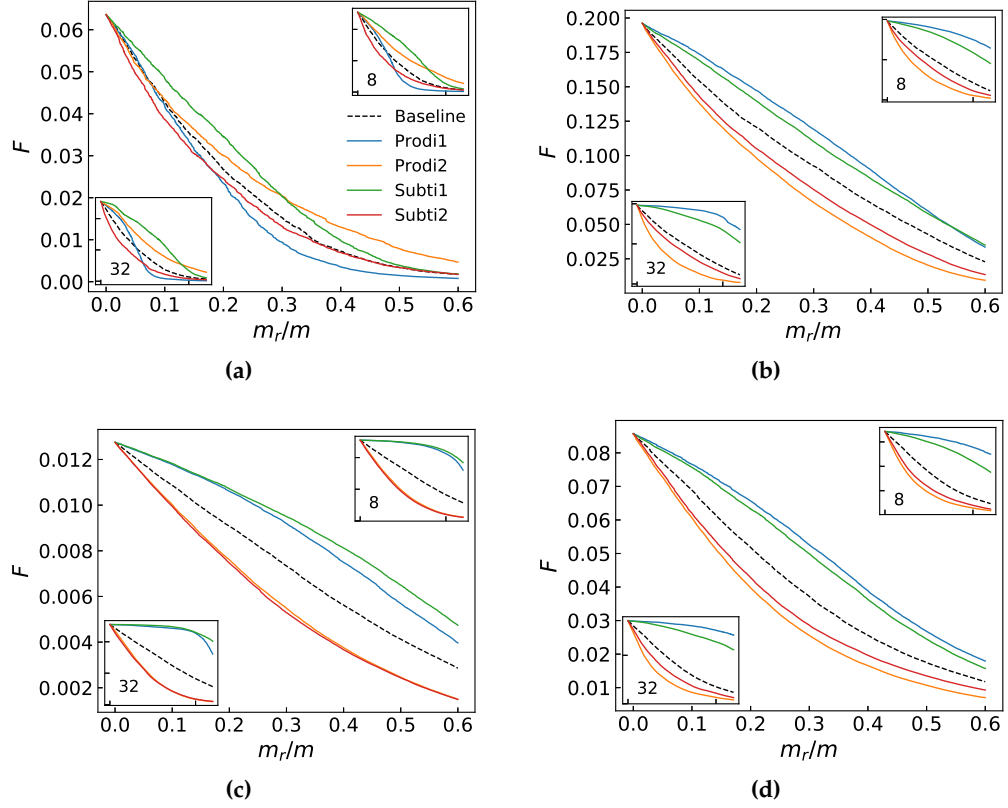 0.06
0.05
0.04
0.03
0.02
0.01
0.00
F
8
Baseline
Prodi1
Prodi2
Subti1
Subti2
32
0.0 0.1 0.2 0.3 0.4 0.5 0.6
m_r/m
(a)
0.200
0.175
0.150
0.125
0.100
0.075
0.050
0.025
F
8
32
0.0 0.1 0.2 0.3 0.4 0.5 0.6
m_r/m
(b)
0.012
0.010
0.008
0.006
0.004
0.002
F
8
32
0.0 0.1 0.2 0.3 0.4 0.5 0.6
m_r/m
(c)
0.08
0.07
0.06
0.05
0.04
0.03
0.02
0.01
F
8
32
0.0 0.1 0.2 0.3 0.4 0.5 0.6
m_r/m
(d)